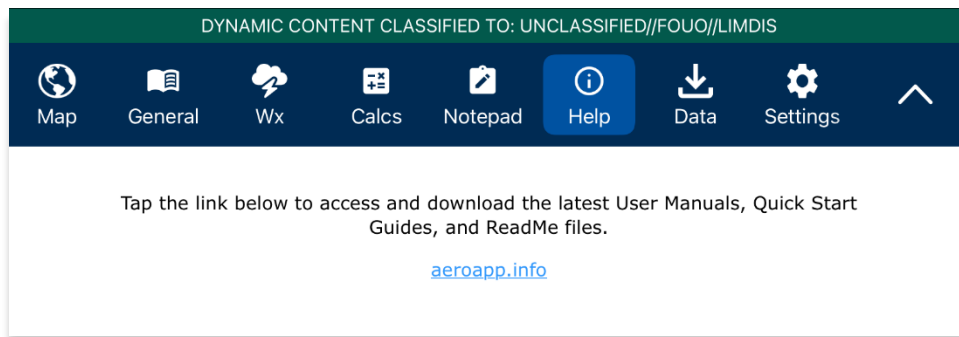 DYNAMIC CONTENT CLASSIFIED TO: UNCLASSIFIED//FOUO//LIMDIS
Map General Wx Calcs Notepad Help Data Settings
Tap the link below to access and download the latest User Manuals, Quick Start
Guides, and ReadMe files.
aeroapp.info